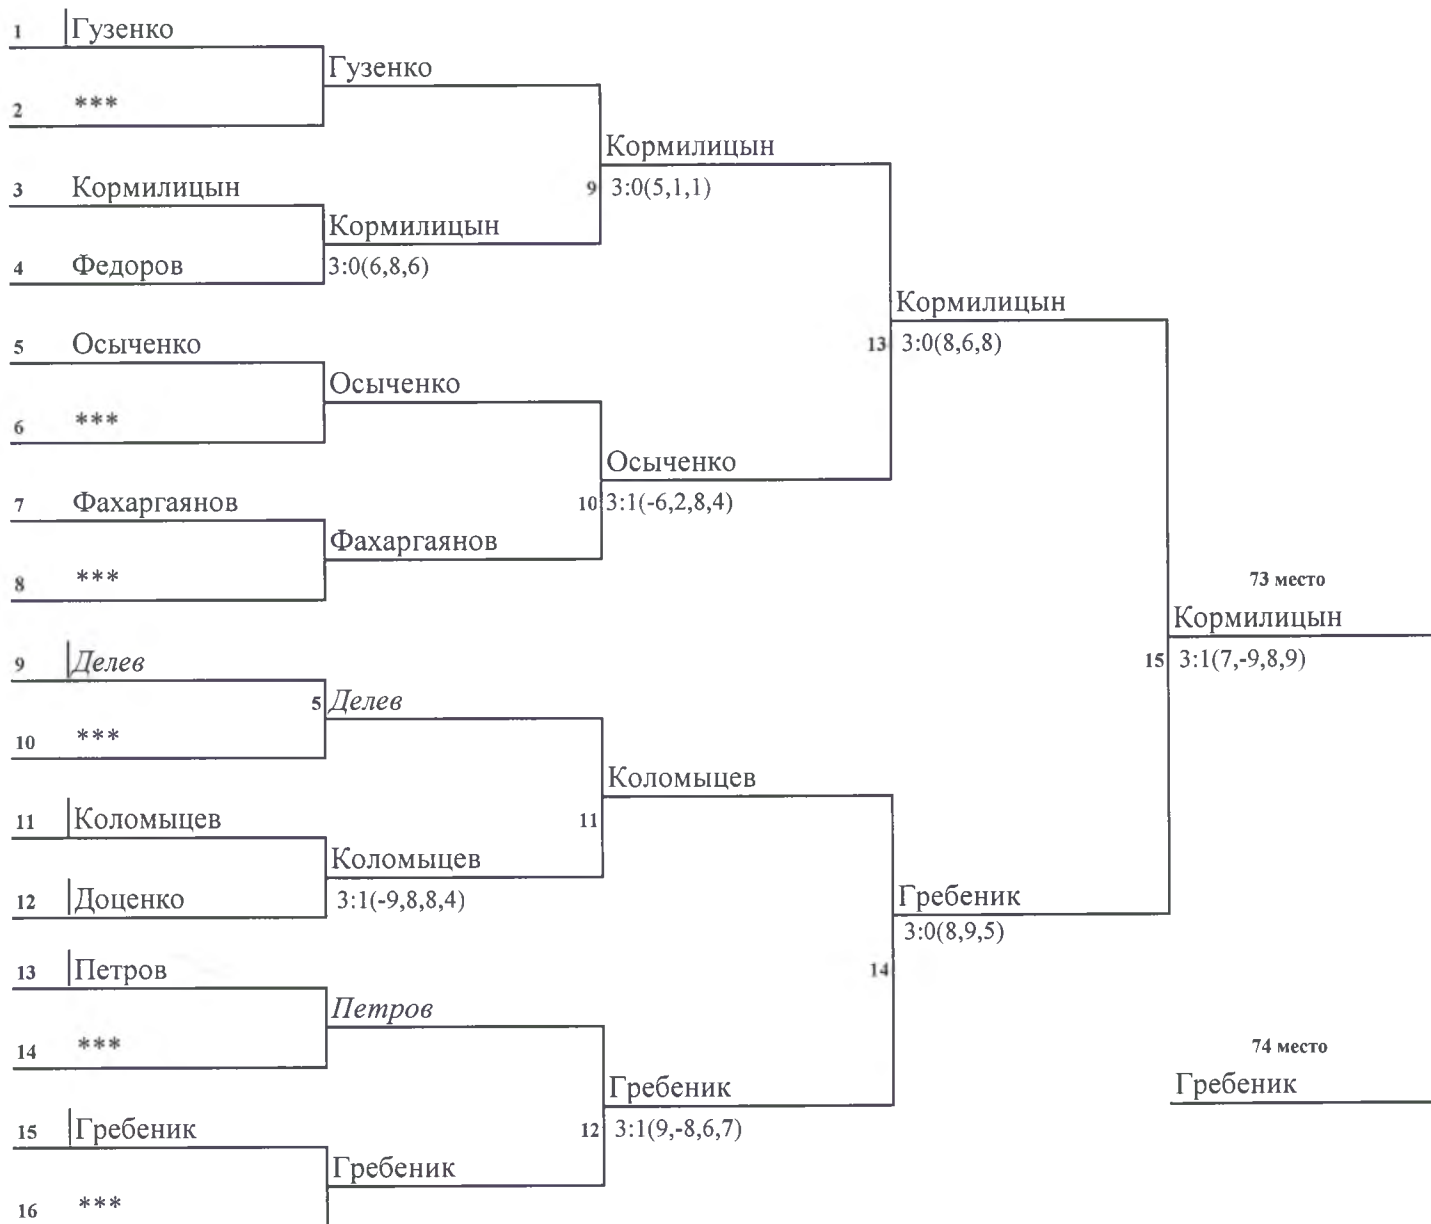 1 Гузенко
Гузенко
2 ***
Кормилицын
3 Кормилицын
9 3:0(5,1,1)
Кормилицын
4 Федоров
3:0(6,8,6)
Кормилицын
5 Осыченко
13 3:0(8,6,8)
Осыченко
6 ***
Осыченко
7 Фахаргаянов
10 3:1(-6,2,8,4)
Фахаргаянов
8 ***
73 место
Кормилицын
9 Делев
15 3:1(7,-9,8,9)
5 Делев
10 ***
Коломыцев
11 Коломыцев
11
Коломыцев
12 Доценко
3:1(-9,8,8,4)
Гребеник
3:0(8,9,5)
13 Петров
14
Петров
14 ***
74 место
Гребеник
Гребеник
15 Гребеник
12 3:1(9,-8,6,7)
Гребеник
16 ***